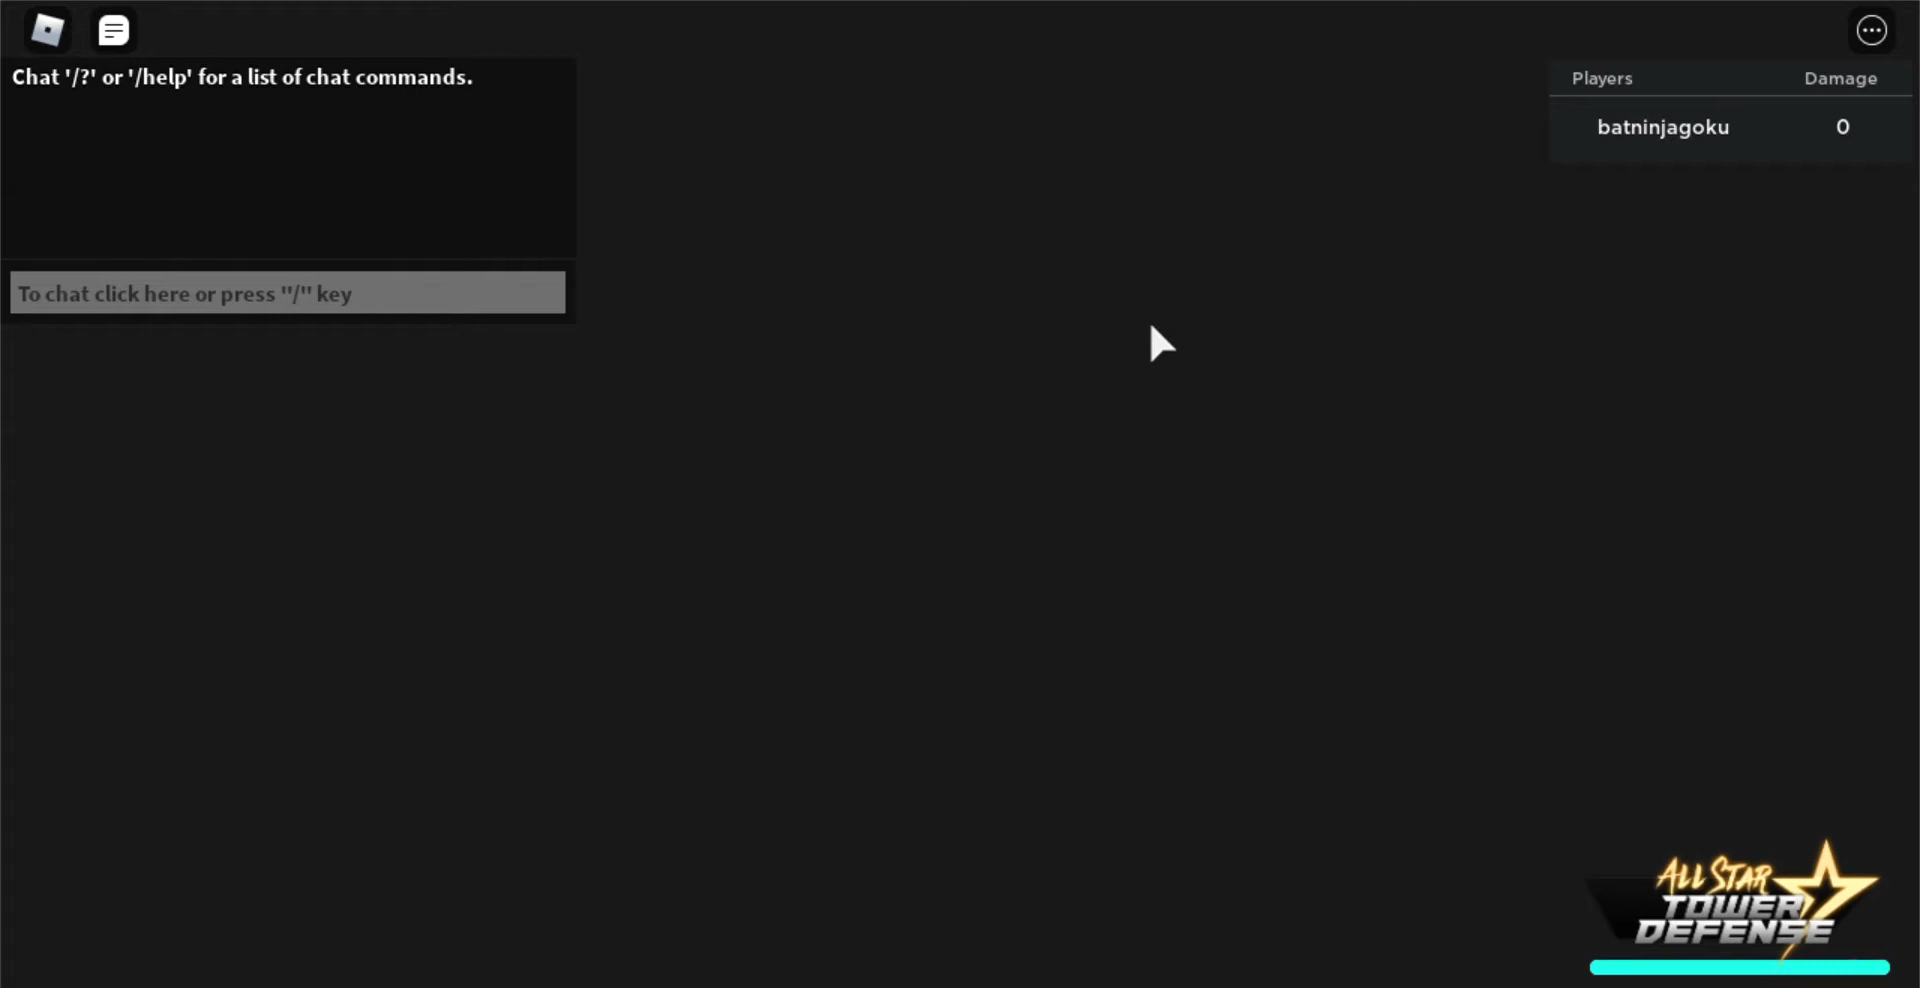 Chat '/?' or '/help' for a list of chat commands.
To chat click here or press "/" key
Players Damage
batninjagoku 0
ALL STAR
TOWER
DEFENSE